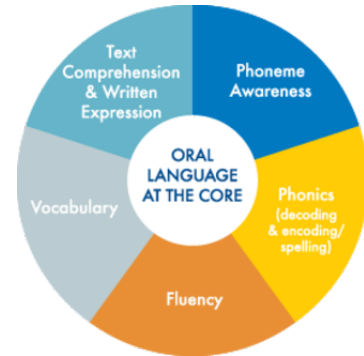 Text
Comprehension
& Written
Expression
Phoneme
Awareness
ORAL
LANGUAGE
AT THE CORE
Vocabulary
Phonics
(decoding
& encoding/
spelling)
Fluency